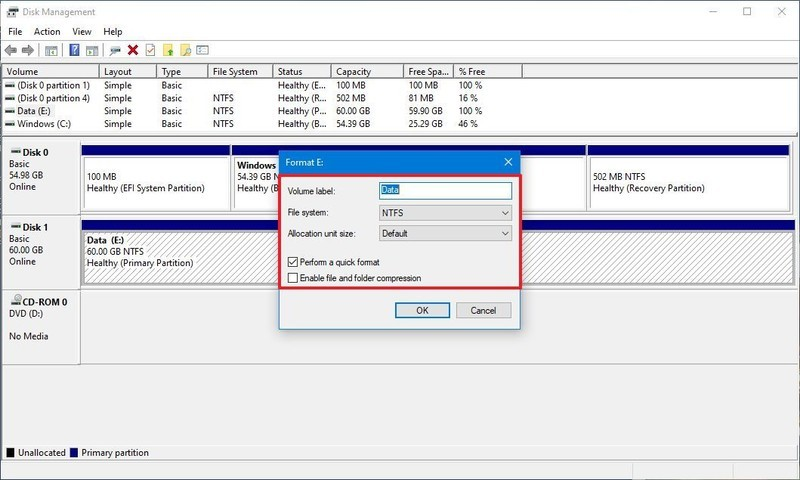 Disk Management
File Action View Help
Volume Layout Type File System Status Capacity Free Spa... % Free
(Disk 0 partition 1) Simple Basic Healthy (E... 100 MB 100 MB 100 %
(Disk 0 partition 4) Simple Basic NTFS Healthy (R... 502 MB 81 MB 16 %
Data (E:) Simple Basic NTFS Healthy (P... 60.00 GB 59.90 GB 100 %
Windows (C:) Simple Basic NTFS Healthy (B... 54.39 GB 25.29 GB 46 %
Disk 0
Basic
54.98 GB
Online
100 MB
Healthy (EFI System Partition)
Windows
54.39 GB N
Healthy (B
502 MB NTFS
Healthy (Recovery Partition)
Format E:
Volume label: Data
File system: NTFS
Allocation unit size: Default
Perform a quick format
Enable file and folder compression
OK Cancel
Disk 1
Basic
60.00 GB
Online
Data (E:)
60.00 GB NTFS
Healthy (Primary Partition)
CD-ROM 0
DVD (D:)
No Media
Unallocated Primary partition